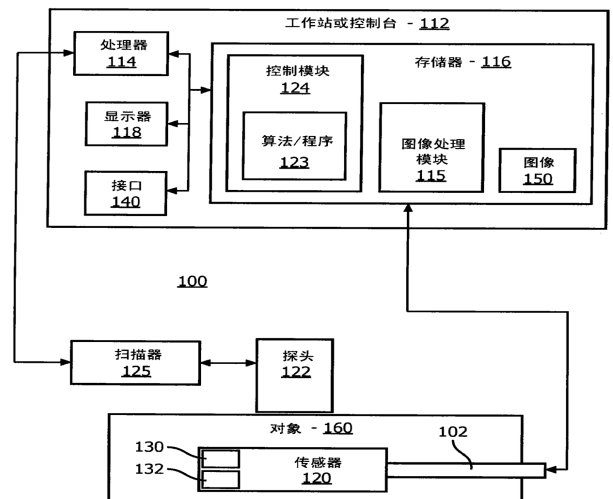 工作站或控制台 - 112
处理器
114
存储器 - 116
控制模块
124
显示器
118
算法/程序
123
图像处理
模块
115
图像
150
接口
140
100
扫描器
125
探头
122
对象 - 160
102
130
132
传感器
120